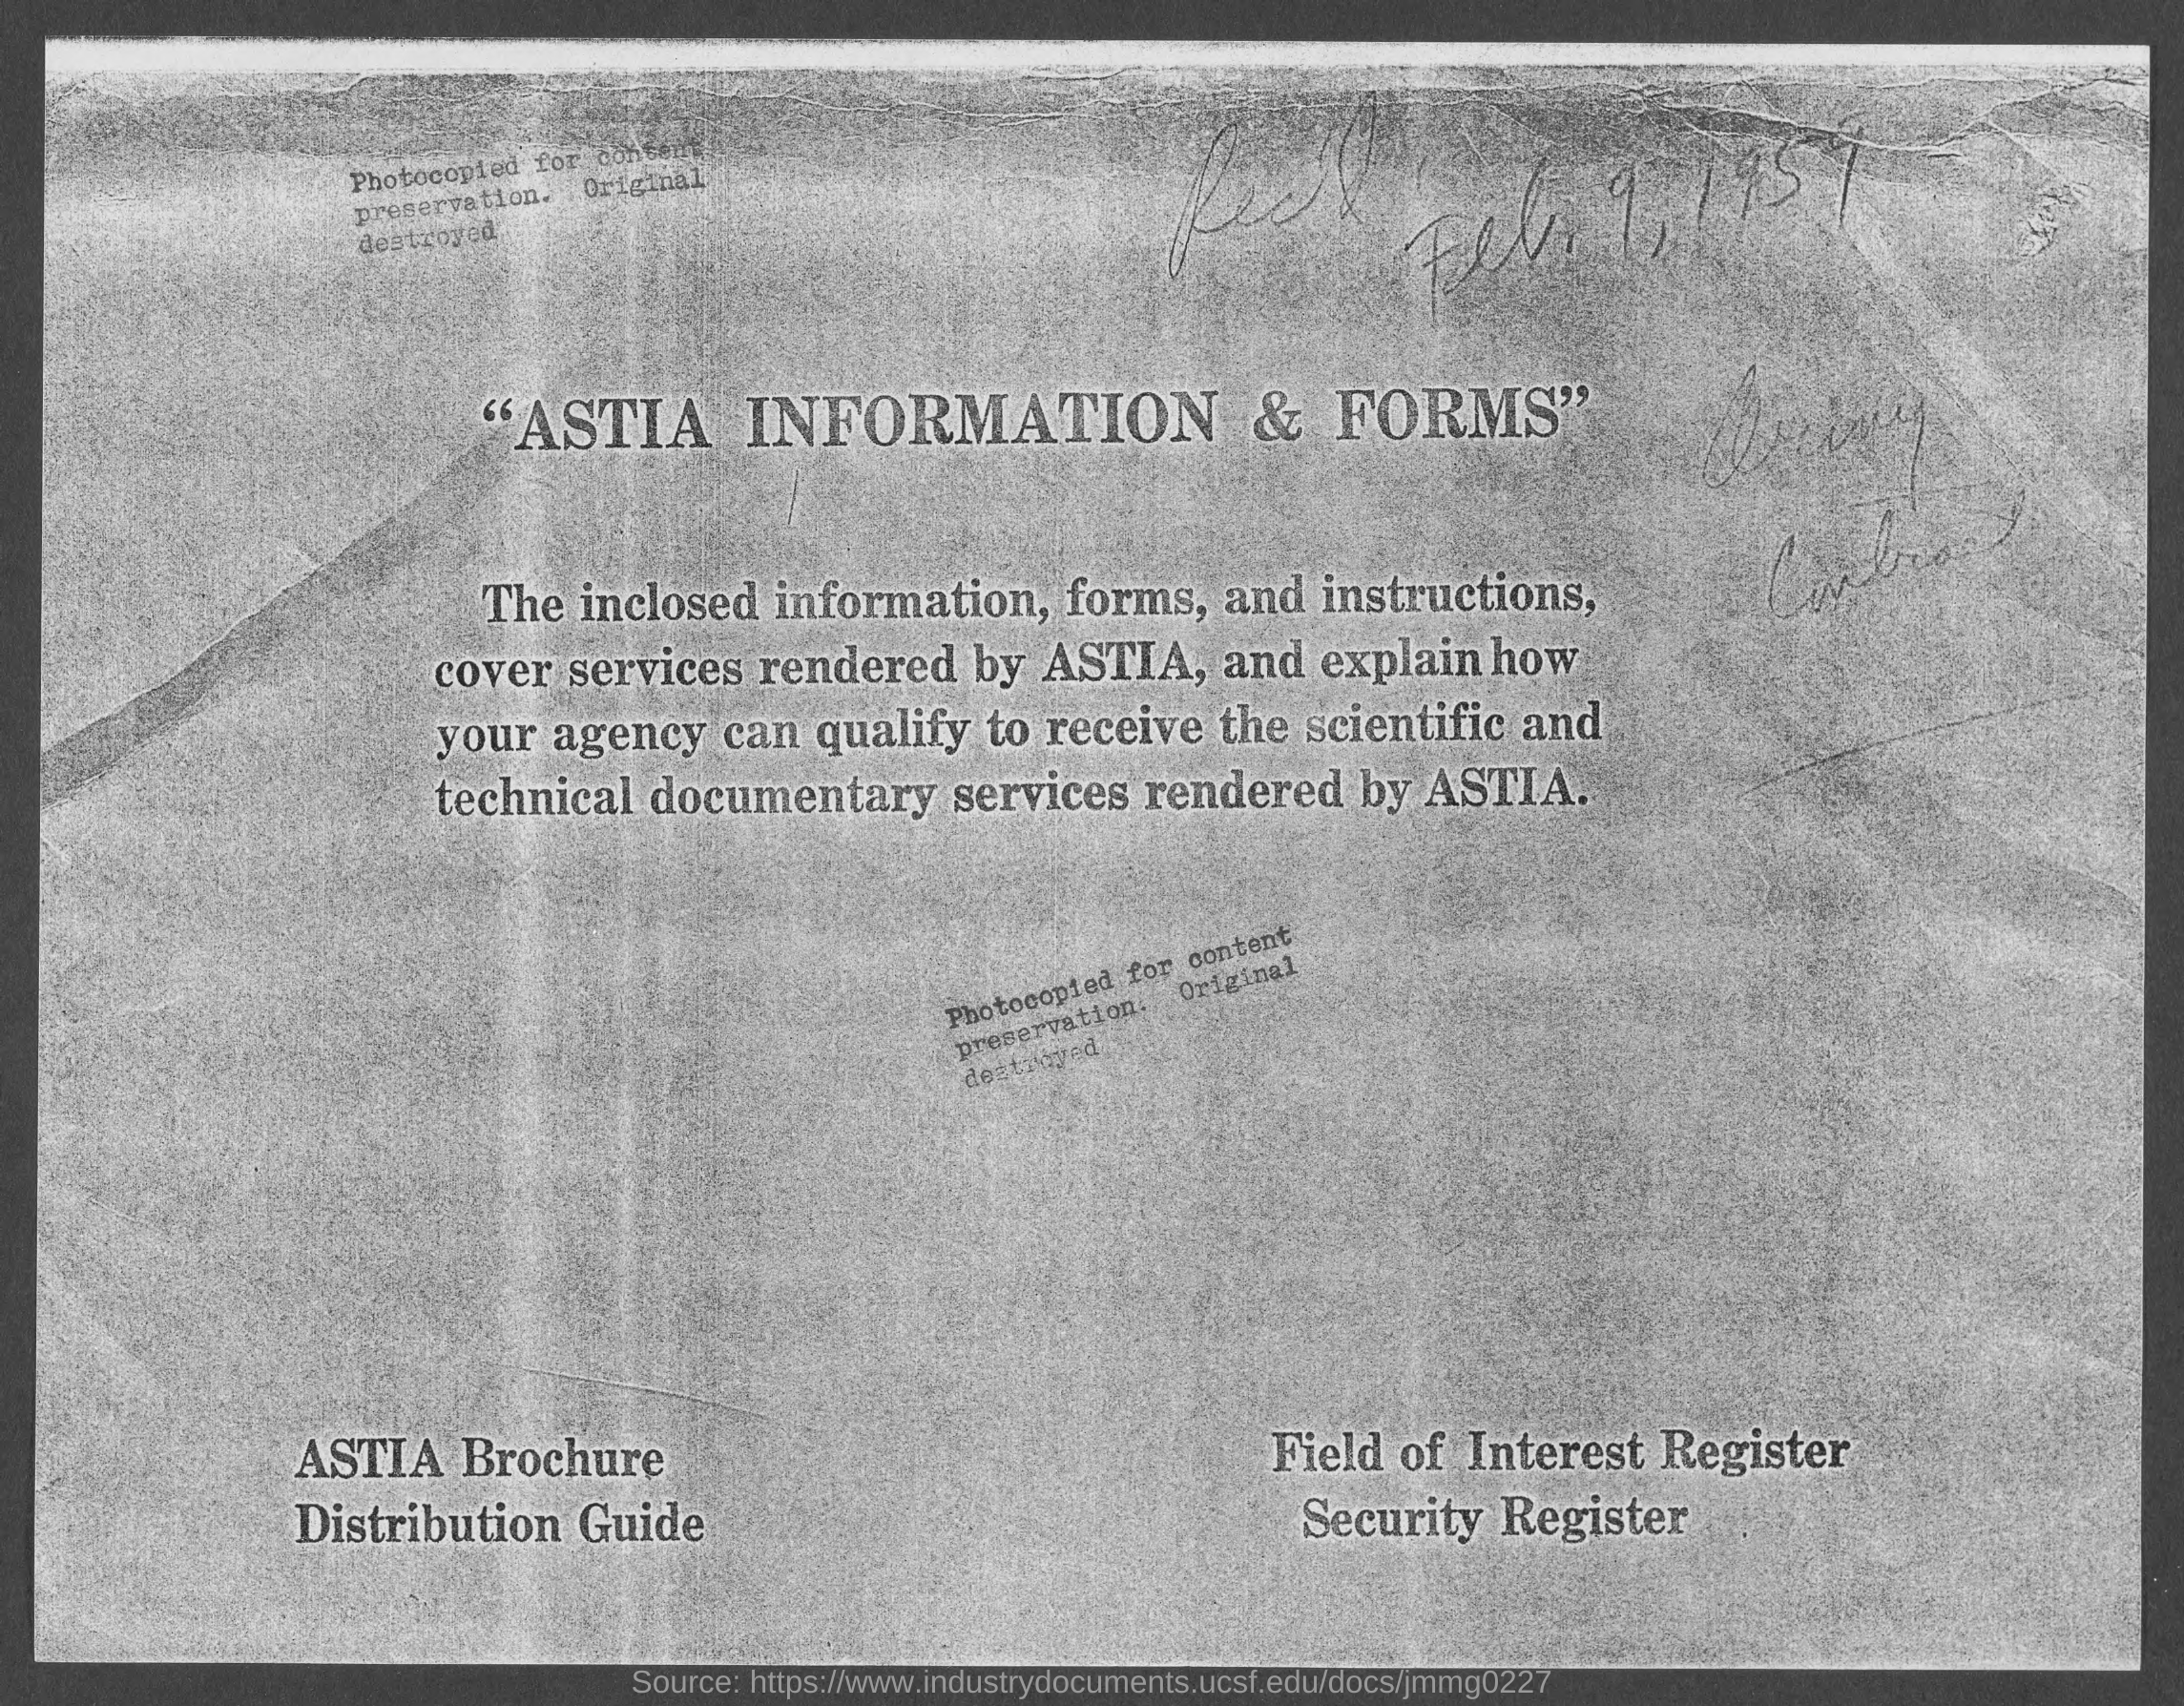 Photocopied for content
preservation. Original
destroyed
Rec'd
Feb. 9, 1959
"ASTIA INFORMATION & FORMS"
Army
Contract
The inclosed information, forms, and instructions,
cover services rendered by ASTIA, and explain how
your agency can qualify to receive the scientific and
technical documentary services rendered by ASTIA.
Photocopied for content
preservation. Original
destroyed
ASTIA Brochure
Distribution Guide
Field of Interest Register
Security Register
Source: https://www.industrydocuments.ucsf.edu/docs/jmmg0227